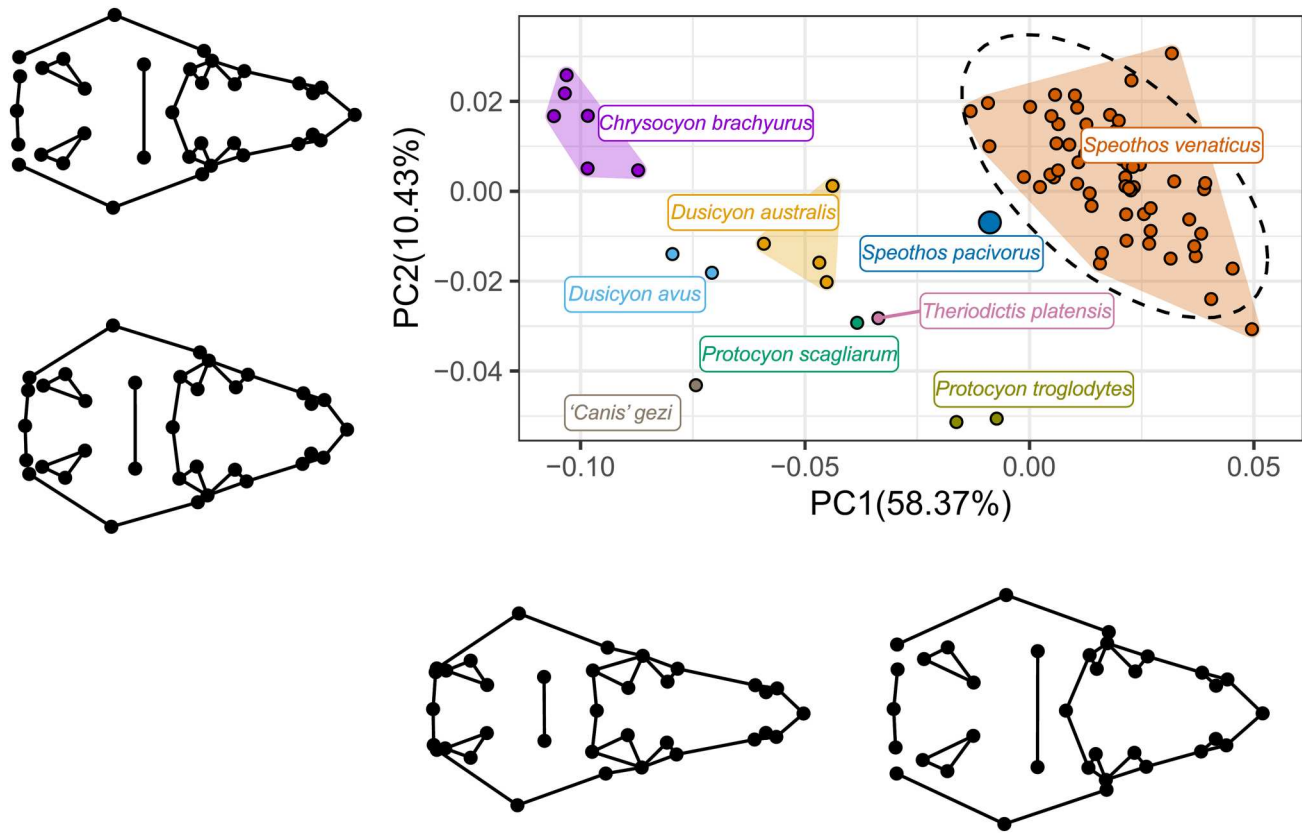 0.02
0.00
−0.02
−0.04
PC2(10.43%)
Chrysocyon brachyurus
Speothos venaticus
Dusicyon australis
Speothos pacivorus
Dusicyon avus
Theriodictis platensis
Protocyon scagliarum
Protocyon troglodytes
‘Canis’ gezi
−0.10
−0.05
0.00
0.05
PC1(58.37%)